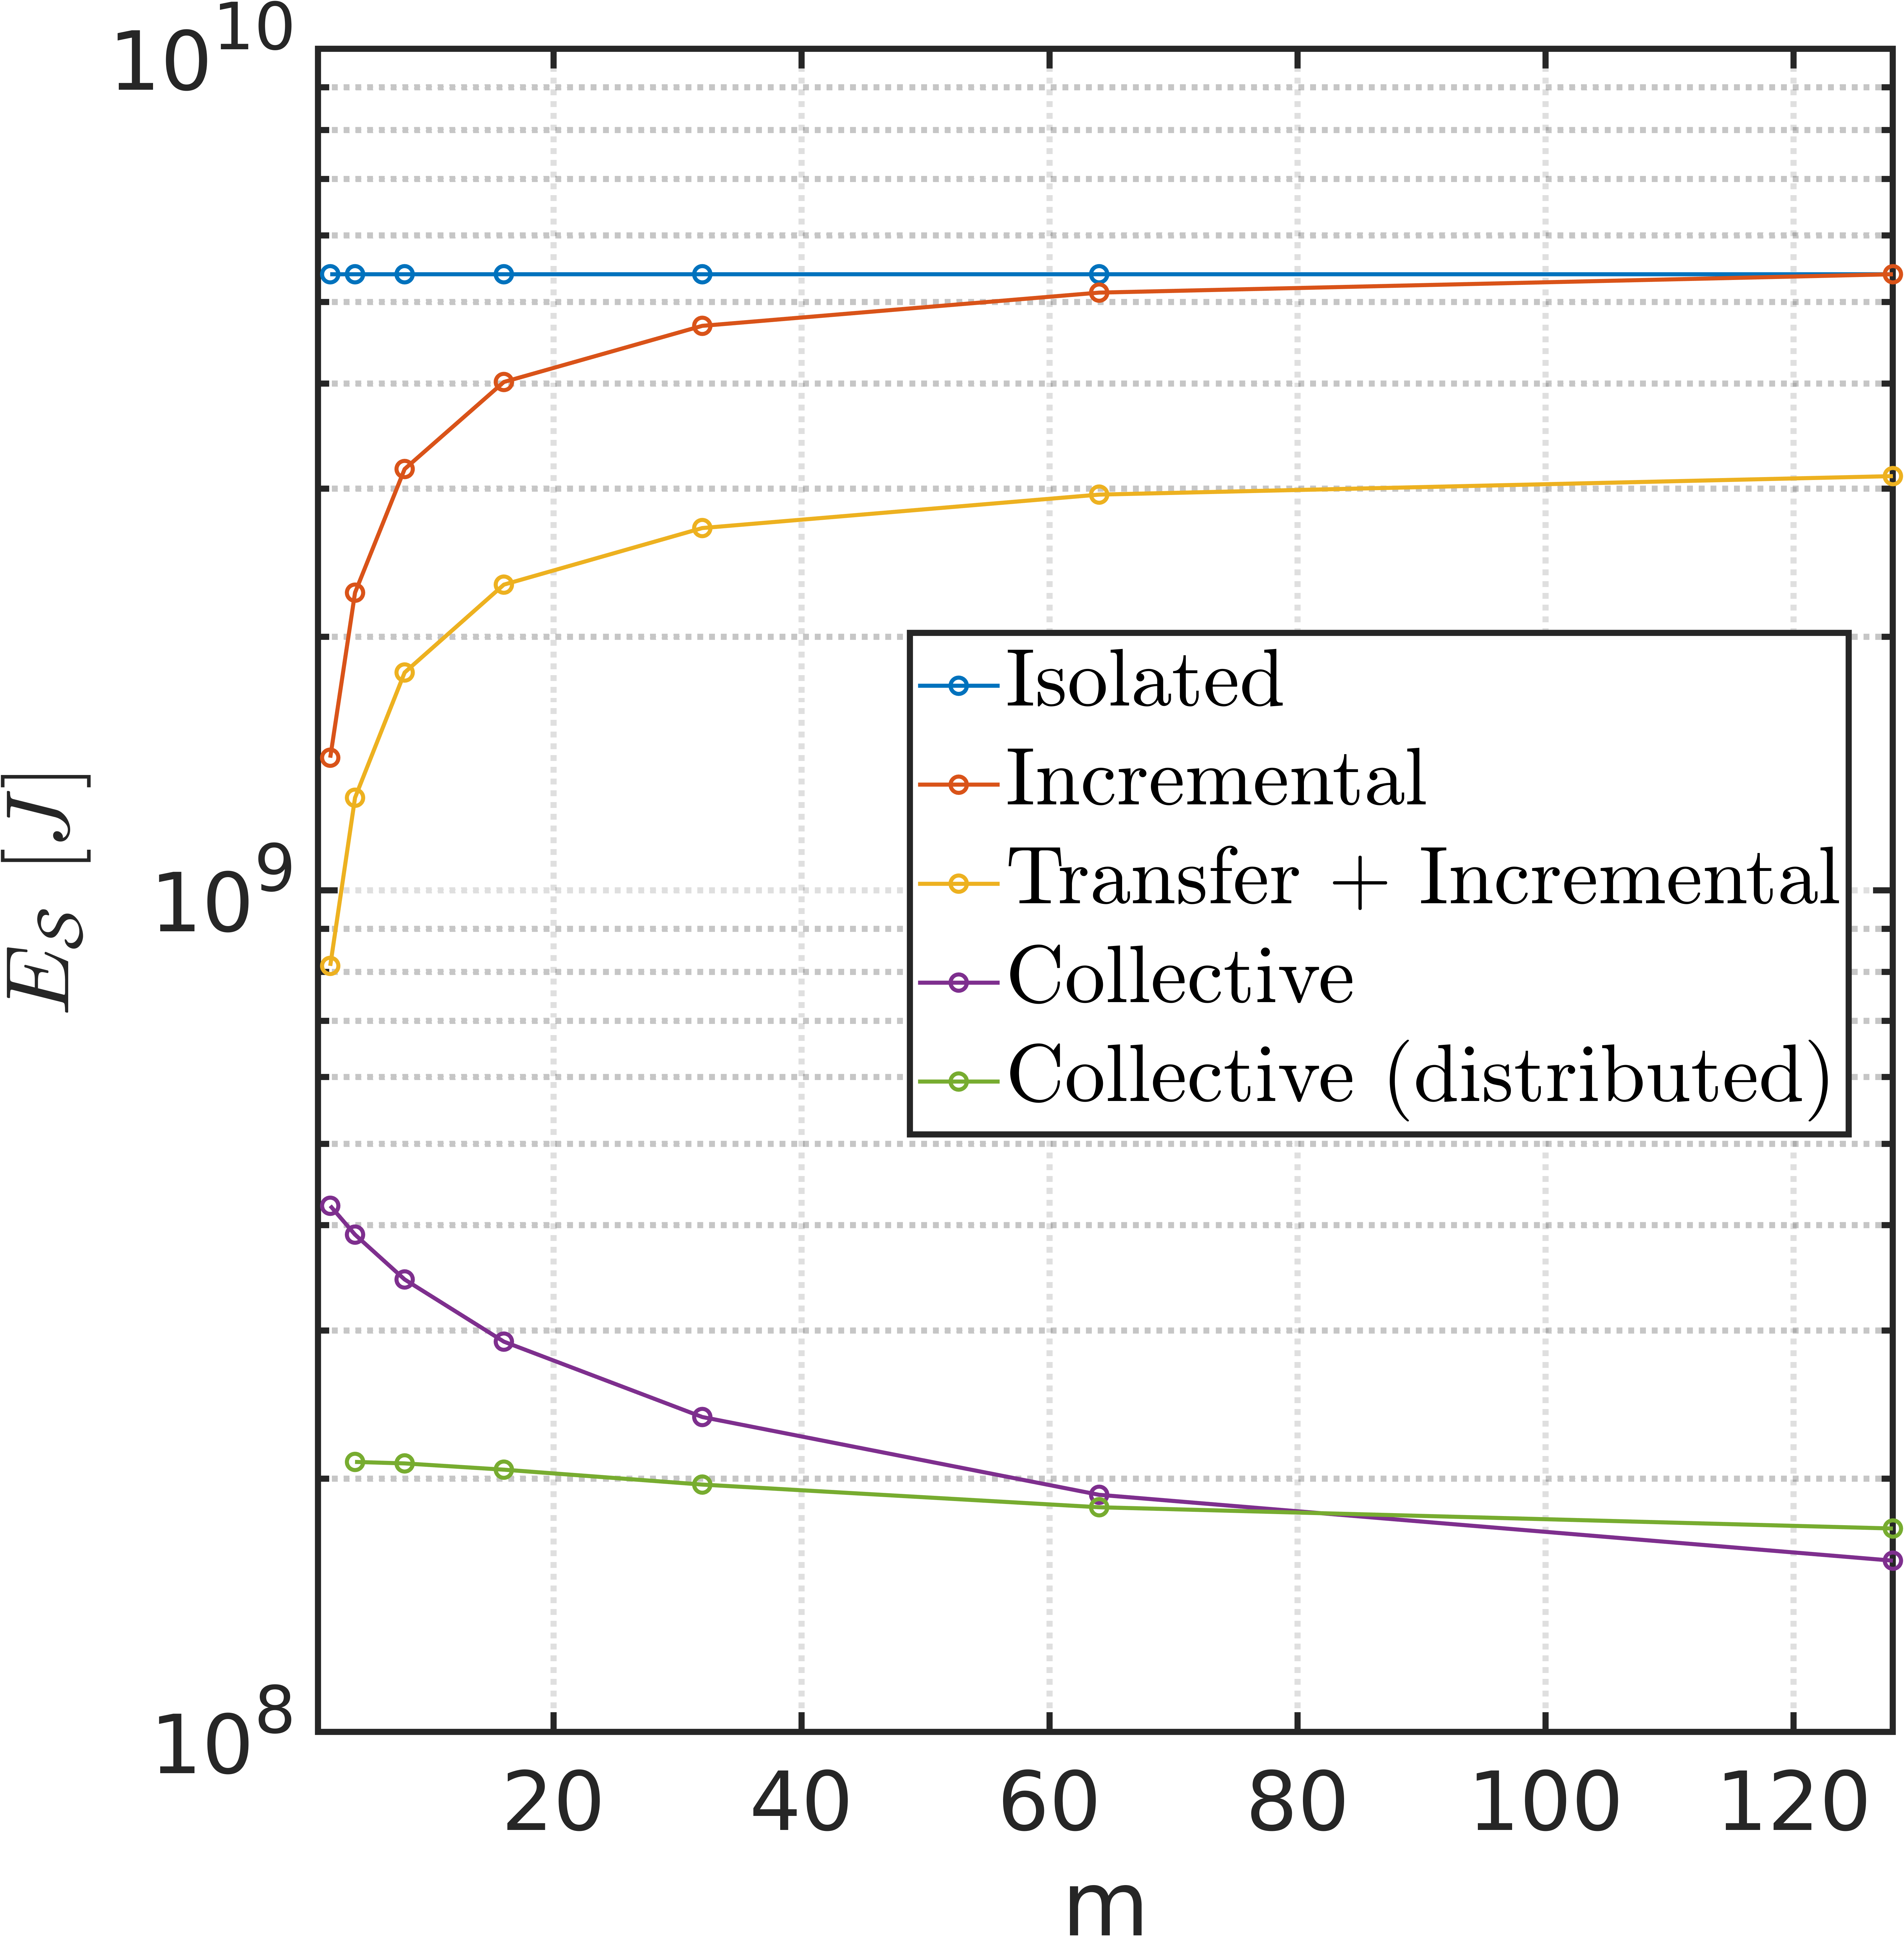 10^10
10^9
10^8
E_S [J]
Isolated
Incremental
Transfer + Incremental
Collective
Collective (distributed)
20 40 60 80 100 120
m